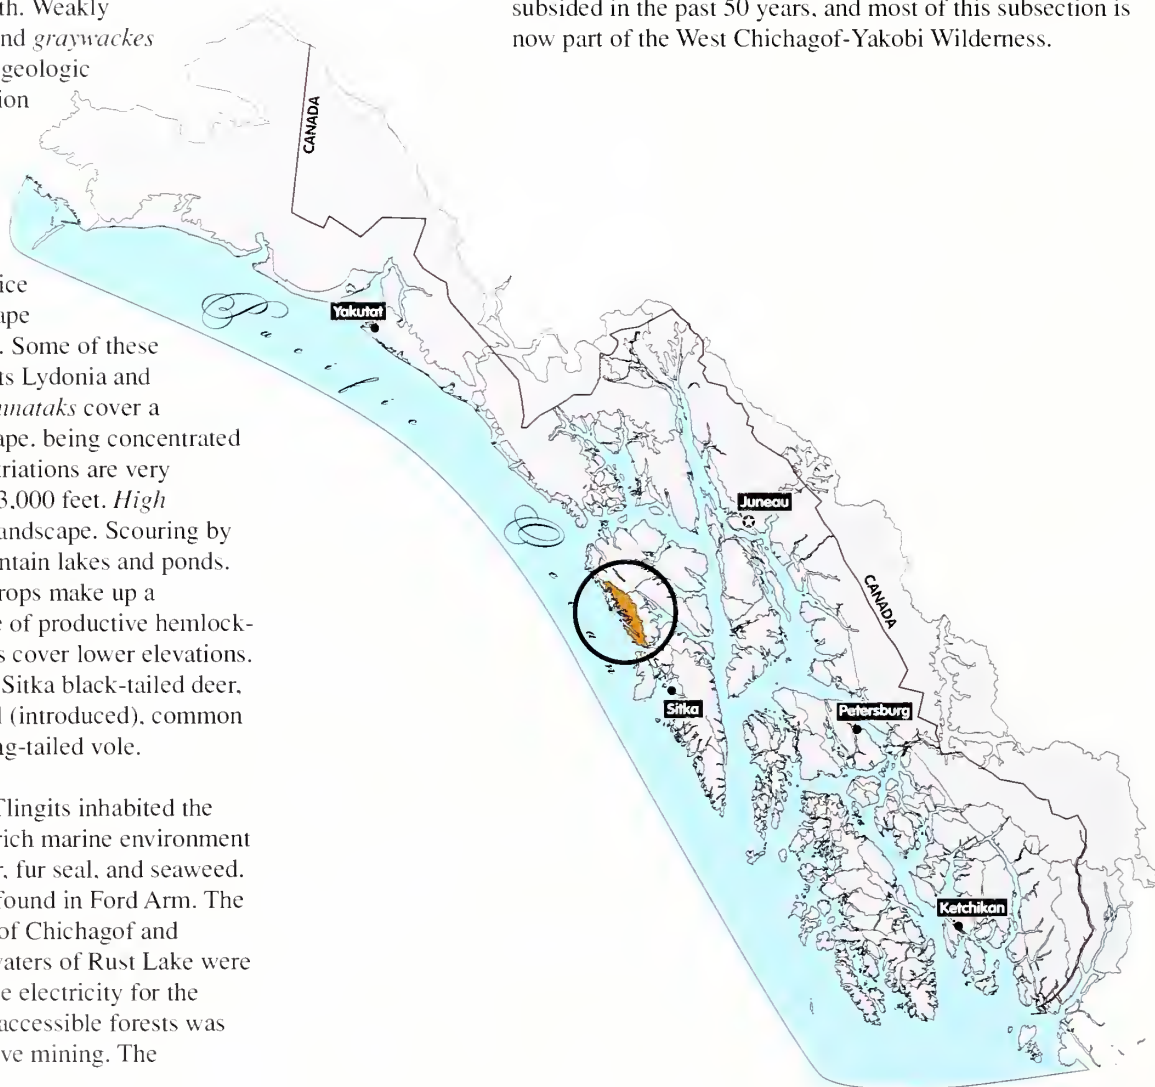 th. Weakly
nd graywackes
geologic
ion
ice
ape
. Some of these
ts Lydonia and
unataks cover a
ape. being concentrated
riations are very
3,000 feet. High
andscape. Scouring by
ntain lakes and ponds.
rops make up a
e of productive hemlock-
s cover lower elevations.
Sitka black-tailed deer,
l (introduced), common
ng-tailed vole.
Tlingits inhabited the
rich marine environment
r, fur seal, and seaweed.
found in Ford Arm. The
of Chichagof and
waters of Rust Lake were
e electricity for the
accessible forests was
ve mining. The
subsided in the past 50 years, and most of this subsection is
now part of the West Chichagof-Yakobi Wilderness.
CANADA
Yakutat
Pacific
Ocean
Juneau
CANADA
Sitka
Petersburg
Ketchikan